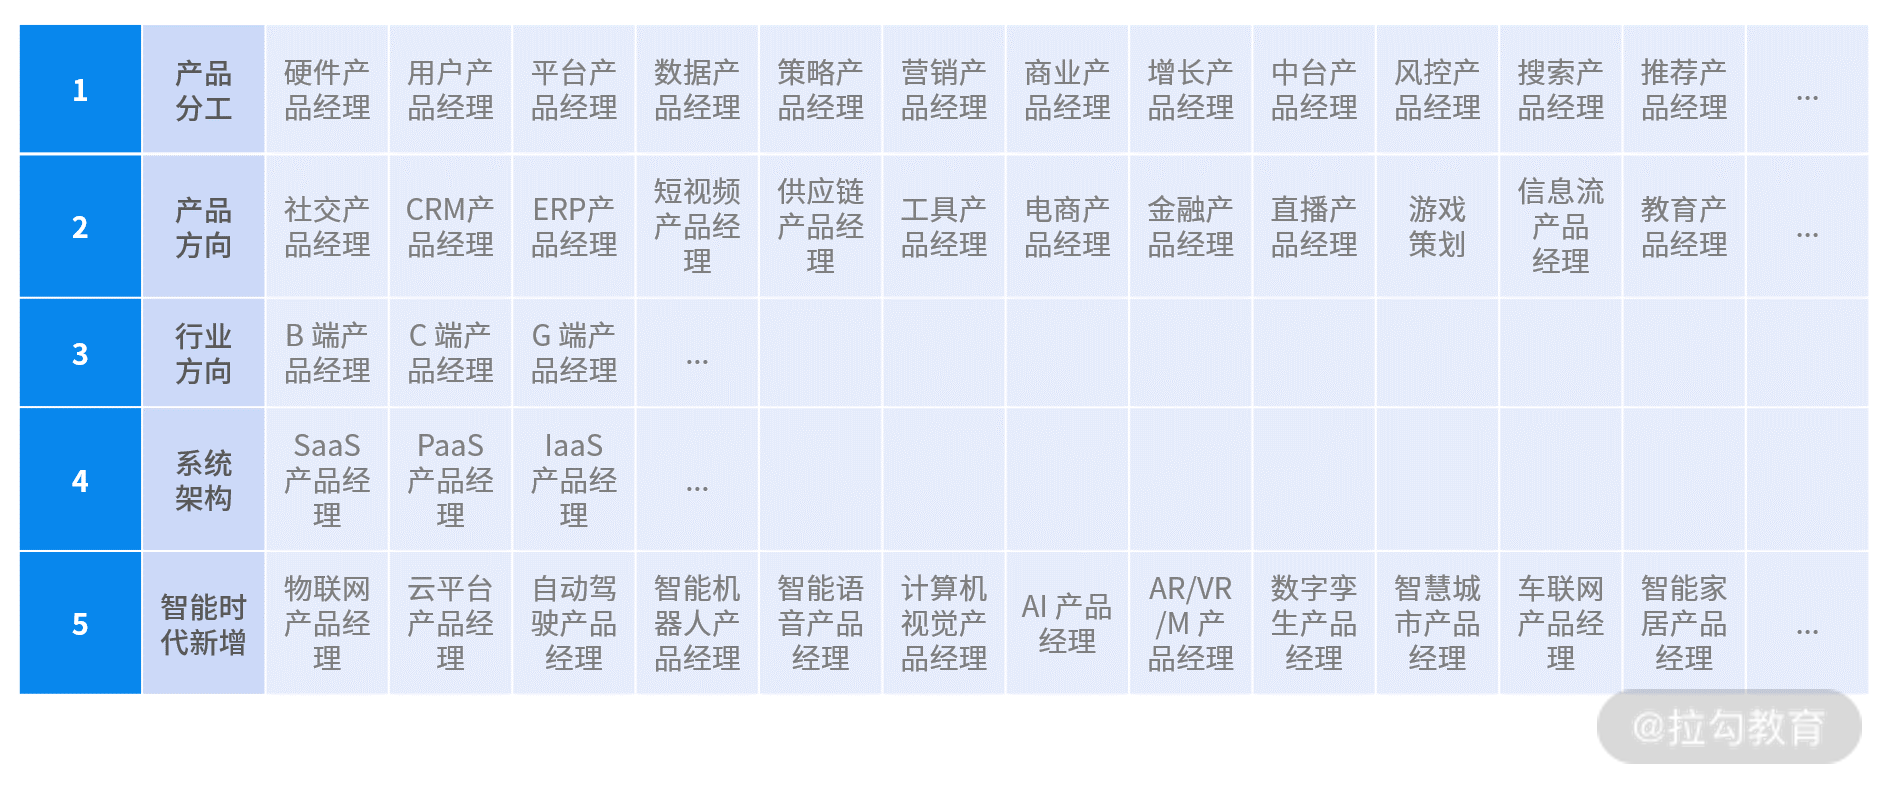 1
产品
分工
硬件产
品经理
用户产
品经理
平台产
品经理
数据产
品经理
策略产
品经理
营销产
品经理
商业产
品经理
增长产
品经理
中台产
品经理
风控产
品经理
搜索产
品经理
推荐产
品经理
...
2
产品
方向
社交产
品经理
CRM产
品经理
ERP产
品经理
短视频
产品经
理
供应链
产品经
理
工具产
品经理
电商产
品经理
金融产
品经理
直播产
品经理
游戏
策划
信息流
产品
经理
教育产
品经理
...
3
行业
方向
B 端产
品经理
C 端产
品经理
G 端产
品经理
...
4
系统
架构
SaaS
产品经
理
PaaS
产品经
理
IaaS
产品经
理
...
5
智能时
代新增
物联网
产品经
理
云平台
产品经
理
自动驾
驶产品
经理
智能机
器人产
品经理
智能语
音产品
经理
计算机
视觉产
品经理
AI 产品
经理
AR/VR
/M 产
品经理
数字孪
生产品
经理
智慧城
市产品
经理
车联网
产品经
理
智能家
居产品
经理
...
@拉勾教育